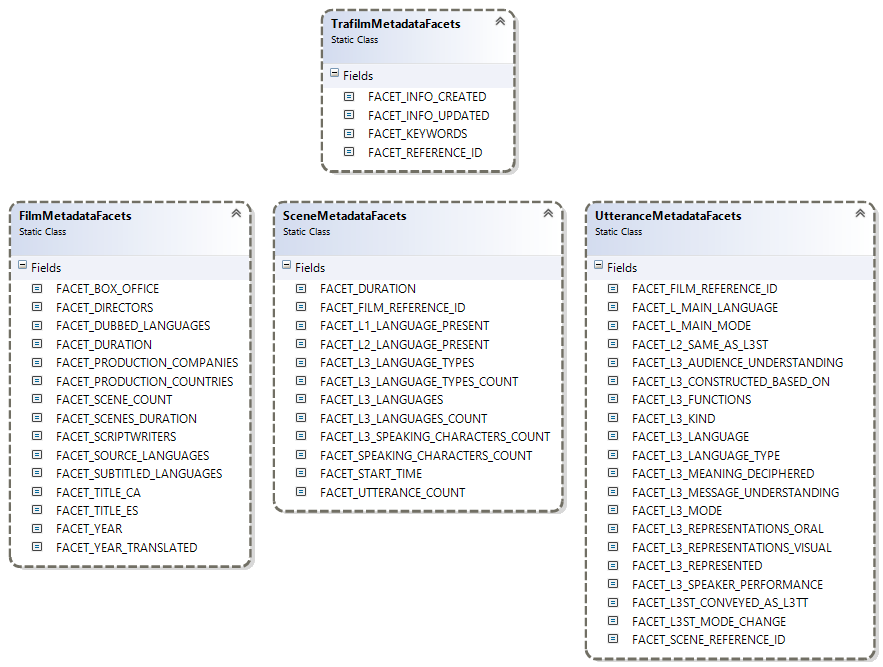 TrafilmMetadataFacets
Static Class
Fields
FACET_INFO_CREATED
FACET_INFO_UPDATED
FACET_KEYWORDS
FACET_REFERENCE_ID
FilmMetadataFacets
Static Class
Fields
FACET_BOX_OFFICE
FACET_DIRECTORS
FACET_DUBBED_LANGUAGES
FACET_DURATION
FACET_PRODUCTION_COMPANIES
FACET_PRODUCTION_COUNTRIES
FACET_SCENE_COUNT
FACET_SCENES_DURATION
FACET_SCRIPTWRITERS
FACET_SOURCE_LANGUAGES
FACET_SUBTITLED_LANGUAGES
FACET_TITLE_CA
FACET_TITLE_ES
FACET_YEAR
FACET_YEAR_TRANSLATED
SceneMetadataFacets
Static Class
Fields
FACET_DURATION
FACET_FILM_REFERENCE_ID
FACET_L1_LANGUAGE_PRESENT
FACET_L2_LANGUAGE_PRESENT
FACET_L3_LANGUAGE_TYPES
FACET_L3_LANGUAGE_TYPES_COUNT
FACET_L3_LANGUAGES
FACET_L3_LANGUAGES_COUNT
FACET_L3_SPEAKING_CHARACTERS_COUNT
FACET_SPEAKING_CHARACTERS_COUNT
FACET_START_TIME
FACET_UTTERANCE_COUNT
UtteranceMetadataFacets
Static Class
Fields
FACET_FILM_REFERENCE_ID
FACET_L_MAIN_LANGUAGE
FACET_L_MAIN_MODE
FACET_L2_SAME_AS_L3ST
FACET_L3_AUDIENCE_UNDERSTANDING
FACET_L3_CONSTRUCTED_BASED_ON
FACET_L3_FUNCTIONS
FACET_L3_KIND
FACET_L3_LANGUAGE
FACET_L3_LANGUAGE_TYPE
FACET_L3_MEANING_DECIPHERED
FACET_L3_MESSAGE_UNDERSTANDING
FACET_L3_MODE
FACET_L3_REPRESENTATIONS_ORAL
FACET_L3_REPRESENTATIONS_VISUAL
FACET_L3_REPRESENTED
FACET_L3_SPEAKER_PERFORMANCE
FACET_L3ST_CONVEYED_AS_L3TT
FACET_L3ST_MODE_CHANGE
FACET_SCENE_REFERENCE_ID